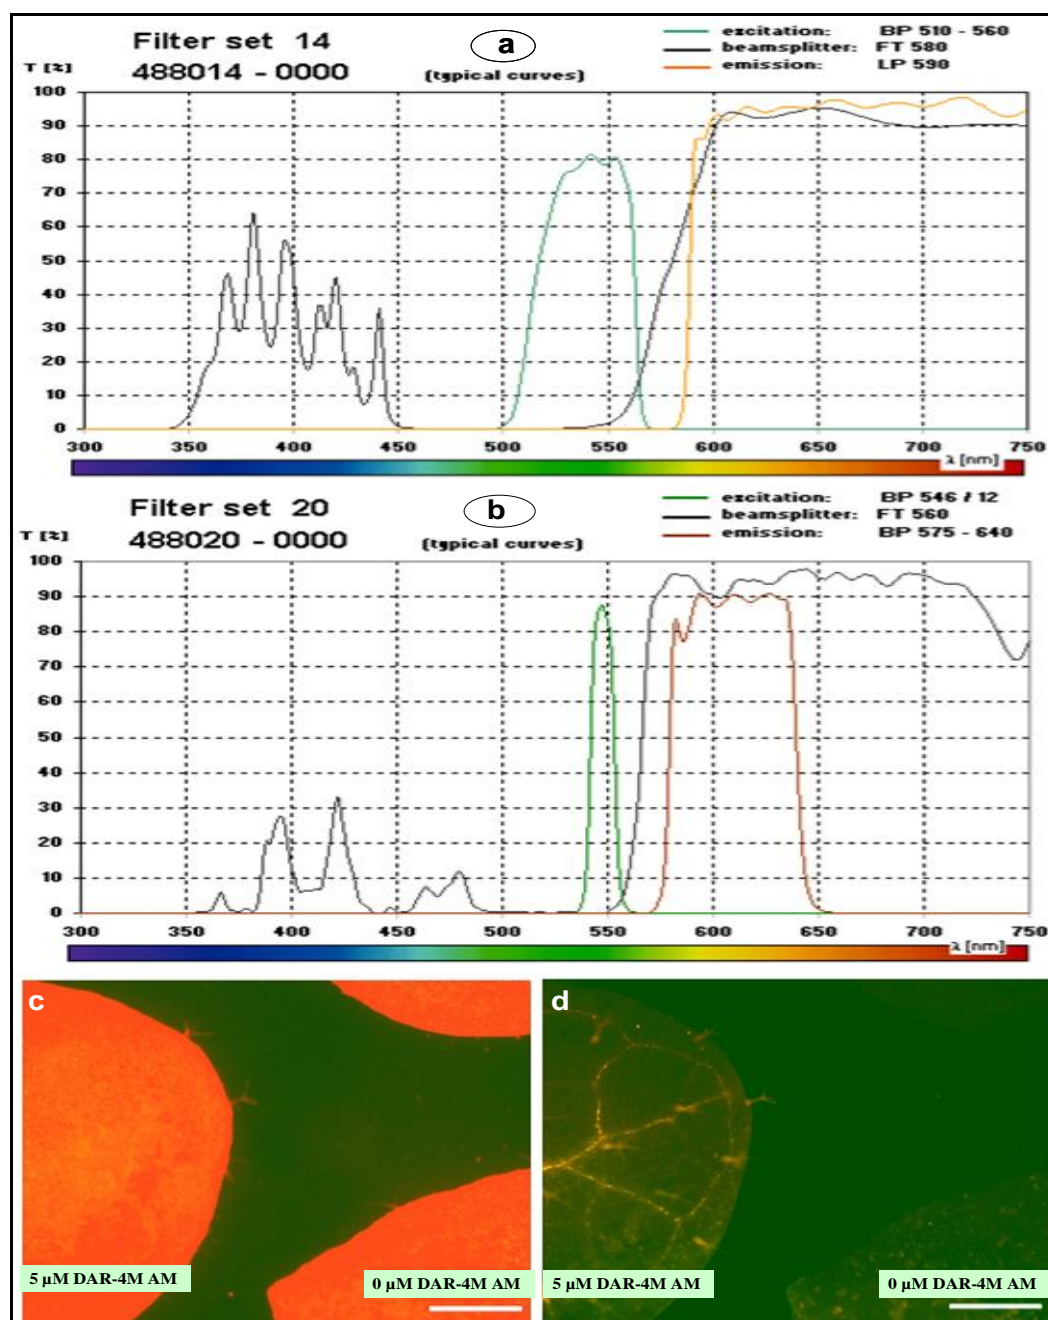 Filter set 14
488014 - 0000
a
(typical curves)
excitation: BP 510 - 560
beamsplitter: FT 580
emission: LP 590
T [%]
100
90
80
70
60
50
40
30
20
10
0
300 350 400 450 500 550 600 650 700 750
λ [nm]
Filter set 20
488020 - 0000
b
(typical curves)
excitation: BP 546 / 12
beamsplitter: FT 560
emission: BP 575 - 640
T [%]
100
90
80
70
60
50
40
30
20
10
0
300 350 400 450 500 550 600 650 700 750
λ [nm]
c
5 µM DAR-4M AM
0 µM DAR-4M AM
d
5 µM DAR-4M AM
0 µM DAR-4M AM